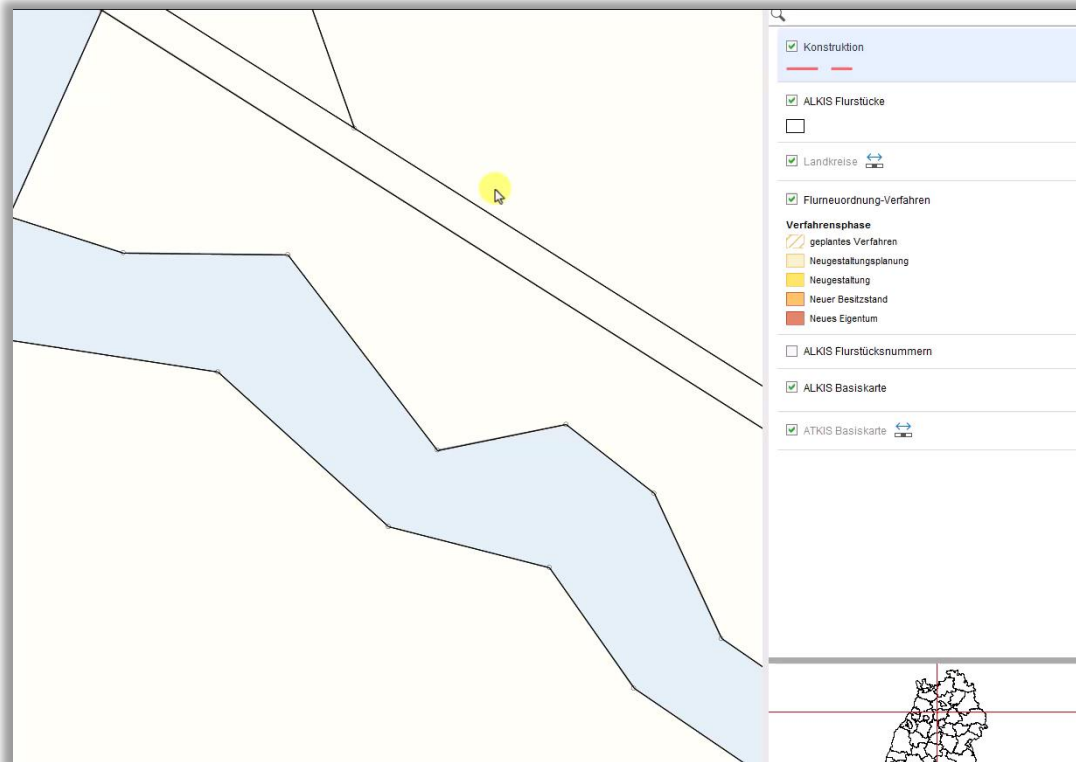 Konstruktion
ALKIS Flurstücke
Landkreise
Flurneuordnung-Verfahren
Verfahrensphase
geplantes Verfahren
Neugestaltungsplanung
Neugestaltung
Neuer Besitzstand
Neues Eigentum
ALKIS Flurstücksnummern
ALKIS Basiskarte
ATKIS Basiskarte